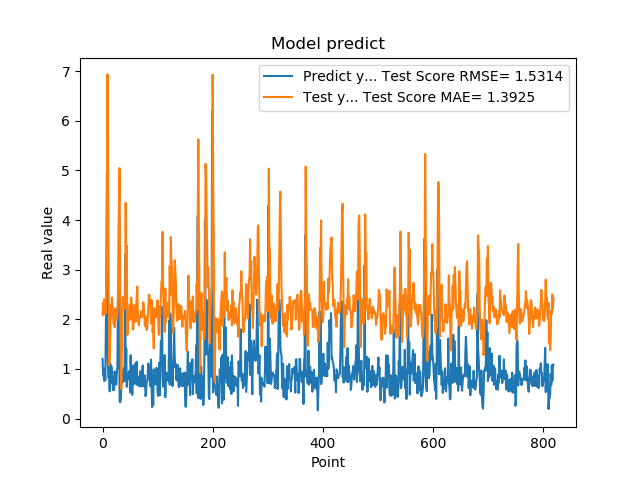 Model predict
Predict y... Test Score RMSE= 1.5314
Test y... Test Score MAE= 1.3925
Real value
7
6
5
4
3
2
1
0
0 200 400 600 800
Point